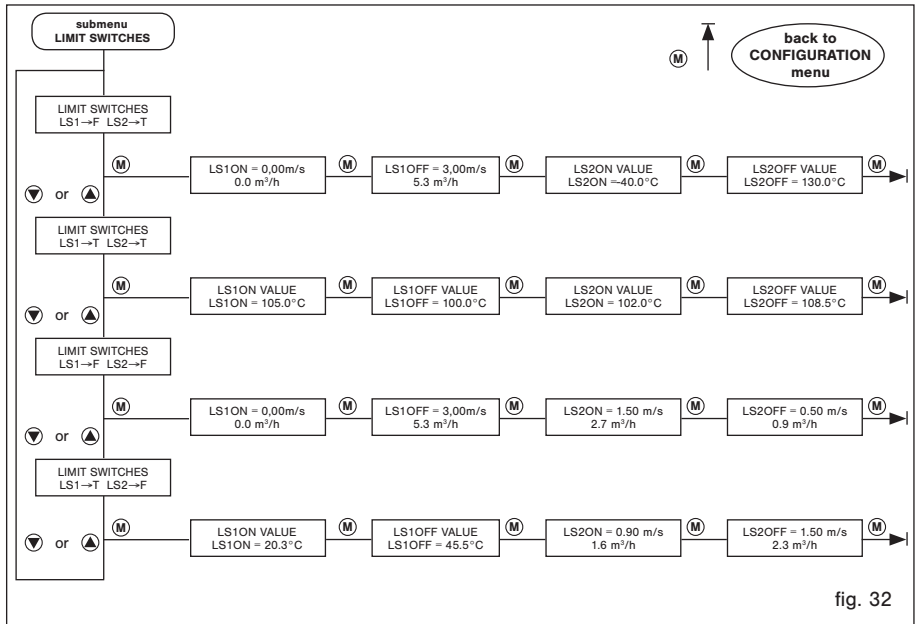 submenu
LIMIT SWITCHES
M
back to
CONFIGURATION
menu
LIMIT SWITCHES
LS1→F LS2→T
M
LS1ON = 0,00m/s
0.0 m³/h
M
LS1OFF = 3,00m/s
5.3 m³/h
M
LS2ON VALUE
LS2ON =-40.0°C
M
LS2OFF VALUE
LS2OFF = 130.0°C
M
or
LIMIT SWITCHES
LS1→T LS2→T
M
LS1ON VALUE
LS1ON = 105.0°C
M
LS1OFF VALUE
LS1OFF = 100.0°C
M
LS2ON VALUE
LS2ON = 102.0°C
M
LS2OFF VALUE
LS2OFF = 108.5°C
M
or
LIMIT SWITCHES
LS1→F LS2→F
M
LS1ON = 0,00m/s
0.0 m³/h
M
LS1OFF = 3,00m/s
5.3 m³/h
M
LS2ON = 1.50 m/s
2.7 m³/h
M
LS2OFF = 0.50 m/s
0.9 m³/h
M
or
LIMIT SWITCHES
LS1→T LS2→F
M
LS1ON VALUE
LS1ON = 20.3°C
M
LS1OFF VALUE
LS1OFF = 45.5°C
M
LS2ON = 0.90 m/s
1.6 m³/h
M
LS2OFF = 1.50 m/s
2.3 m³/h
M
or
fig. 32